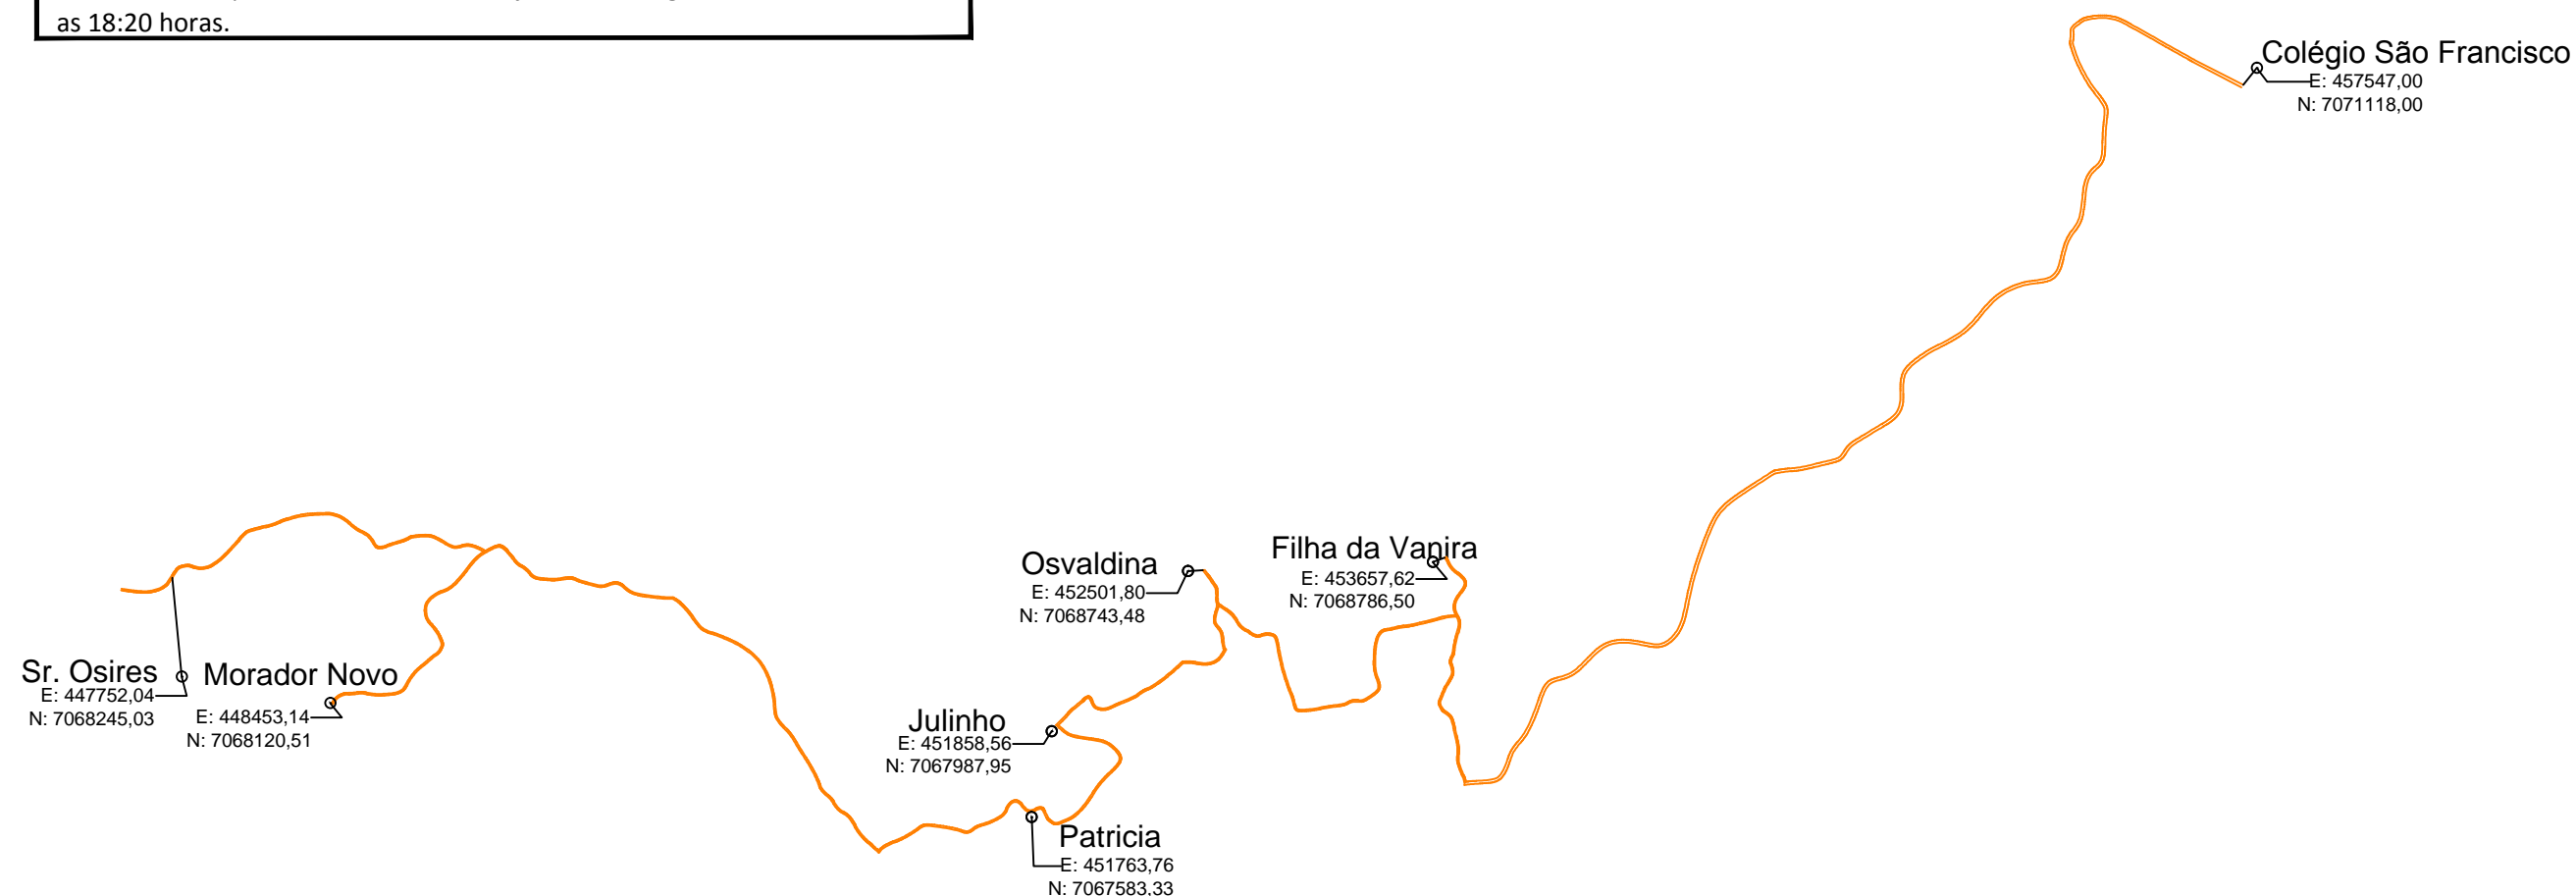 as 18:20 horas.
Colégio São Francisco
E: 457547,00
N: 7071118,00
Osvaldina
E: 452501,80
N: 7068743,48
Filha da Vanira
E: 453657,62
N: 7068786,50
Sr. Osires
E: 447752,04
N: 7068245,03
Morador Novo
E: 448453,14
N: 7068120,51
Julinho
E: 451858,56
N: 7067987,95
Patricia
E: 451763,76
N: 7067583,33